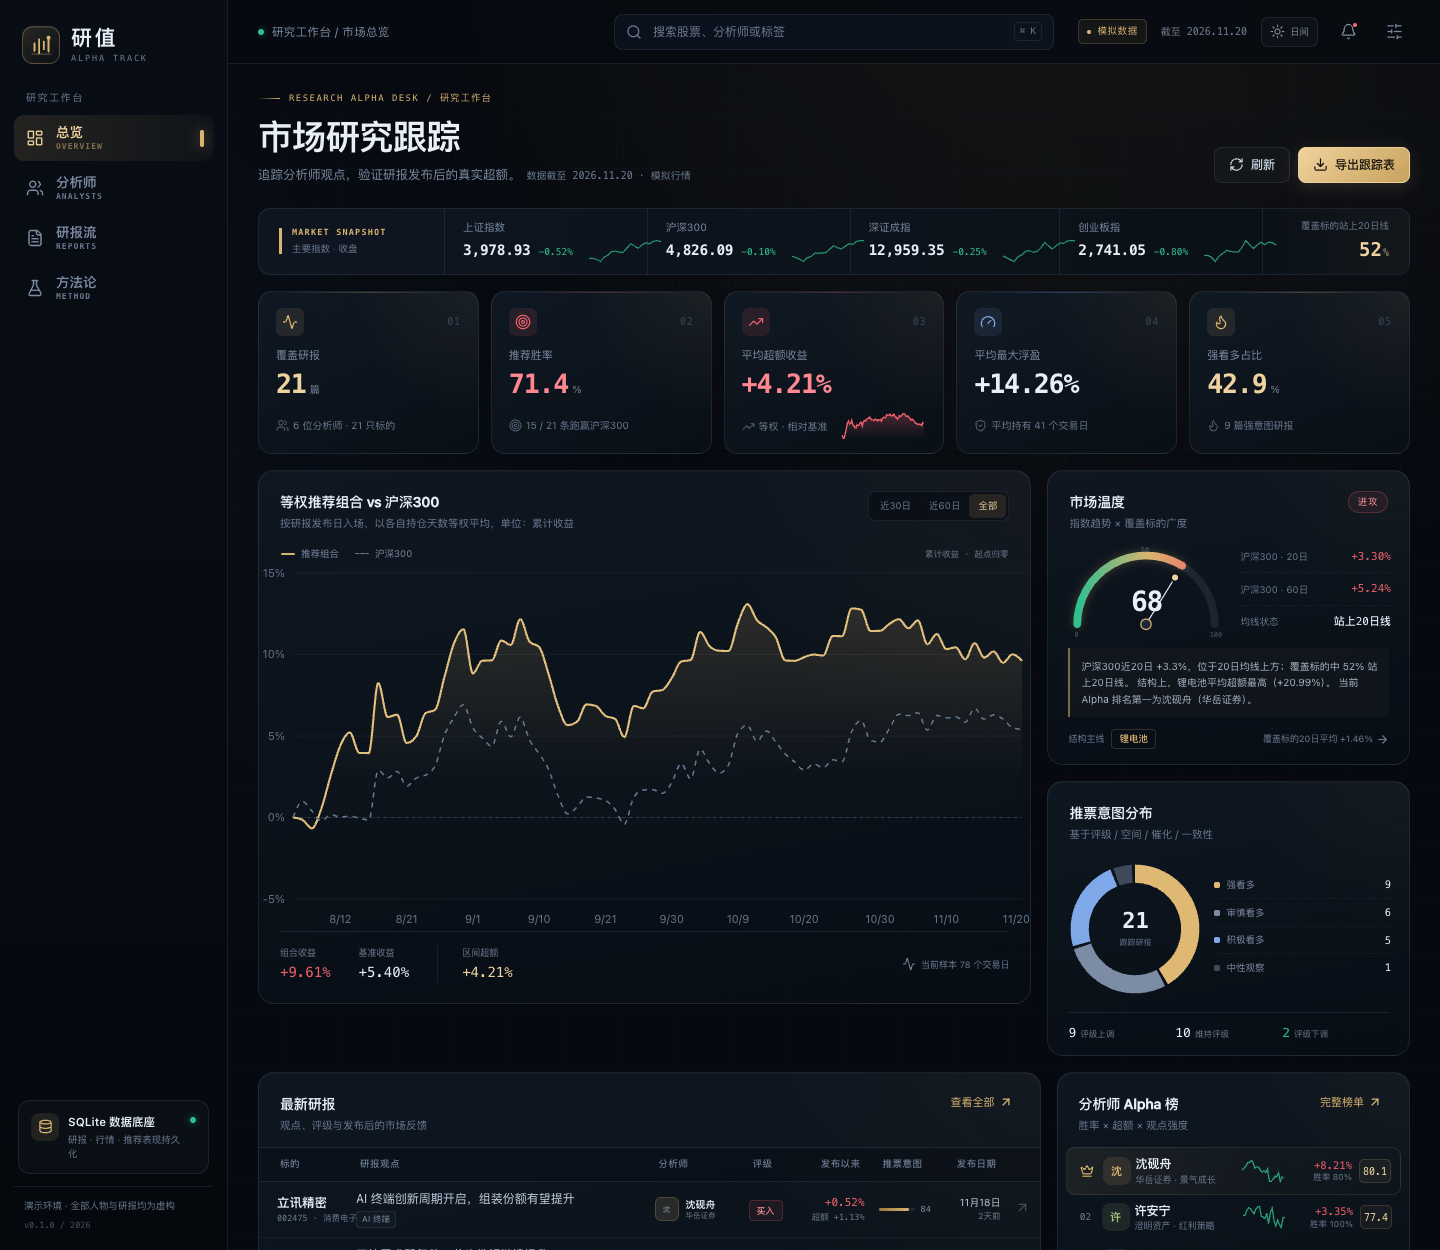 研值
ALPHA TRACK
研究工作台
总览
OVERVIEW
分析师
ANALYSTS
研报流
REPORTS
方法论
METHOD
SQLite 数据底座
研报 · 行情 · 推荐表现持久
化
演示环境 · 全部人物与研报均为虚构
v0.1.0 / 2026
研究工作台 / 市场总览
搜索股票、分析师或标签
⌘ K
模拟数据
截至 2026.11.20
日间
RESEARCH ALPHA DESK / 研究工作台
市场研究跟踪
追踪分析师观点，验证研报发布后的真实超额。 数据截至 2026.11.20 · 模拟行情
刷新
导出跟踪表
MARKET SNAPSHOT
主要指数 · 收盘
上证指数
3,978.93 −0.52%
沪深300
4,826.09 −0.10%
深证成指
12,959.35 −0.25%
创业板指
2,741.05 −0.80%
覆盖标的站上20日线
52%
01
覆盖研报
21 篇
6 位分析师 · 21 只标的
02
推荐胜率
71.4 %
15 / 21 条跑赢沪深300
03
平均超额收益
+4.21%
等权 · 相对基准
04
平均最大浮盈
+14.26%
平均持有 41 个交易日
05
强看多占比
42.9 %
9 篇强意图研报
等权推荐组合 vs 沪深300
按研报发布日入场，以各自持仓天数等权平均，单位：累计收益
近30日
近60日
全部
推荐组合
沪深300
累计收益 · 起点归零
15%
10%
5%
0%
-5%
8/12
8/21
9/1
9/10
9/21
9/30
10/9
10/20
10/30
11/10
11/20
组合收益
+9.61%
基准收益
+5.40%
区间超额
+4.21%
当前样本 78 个交易日
市场温度
指数趋势 × 覆盖标的广度
进攻
50
68
0
100
沪深300 · 20日 +3.30%
沪深300 · 60日 +5.24%
均线状态 站上20日线
沪深300近20日 +3.3%，位于20日均线上方；覆盖标的中 52% 站
上20日线。 结构上，锂电池平均超额最高（+20.99%）。 当前
Alpha 排名第一为沈砚舟（华岳证券）。
结构主线 锂电池
覆盖标的20日平均 +1.46%
推票意图分布
基于评级 / 空间 / 催化 / 一致性
21
跟踪研报
强看多 9
审慎看多 6
积极看多 5
中性观察 1
9 评级上调
10 维持评级
2 评级下调
最新研报
观点、评级与发布后的市场反馈
查看全部
标的
研报观点
分析师
评级
发布以来
推票意图
发布日期
立讯精密
002475 · 消费电子
AI 终端创新周期开启，组装份额有望提升
AI 终端
沈
沈砚舟
华岳证券
买入
+0.52%
超额 +1.13%
84
11月18日
2天前
分析师 Alpha 榜
胜率 × 超额 × 观点强度
完整榜单
沈
沈砚舟
华岳证券 · 景气成长
+8.21%
胜率 80%
80.1
02
许
许安宁
澄明资产 · 红利策略
+3.35%
胜率 100%
77.4